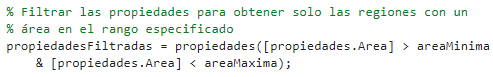 % Filtrar las propiedades para obtener solo las regiones con un
% área en el rango especificado
propiedadesFiltradas = propiedades([propiedades.Area] > areaMinima
& [propiedades.Area] < areaMaxima);